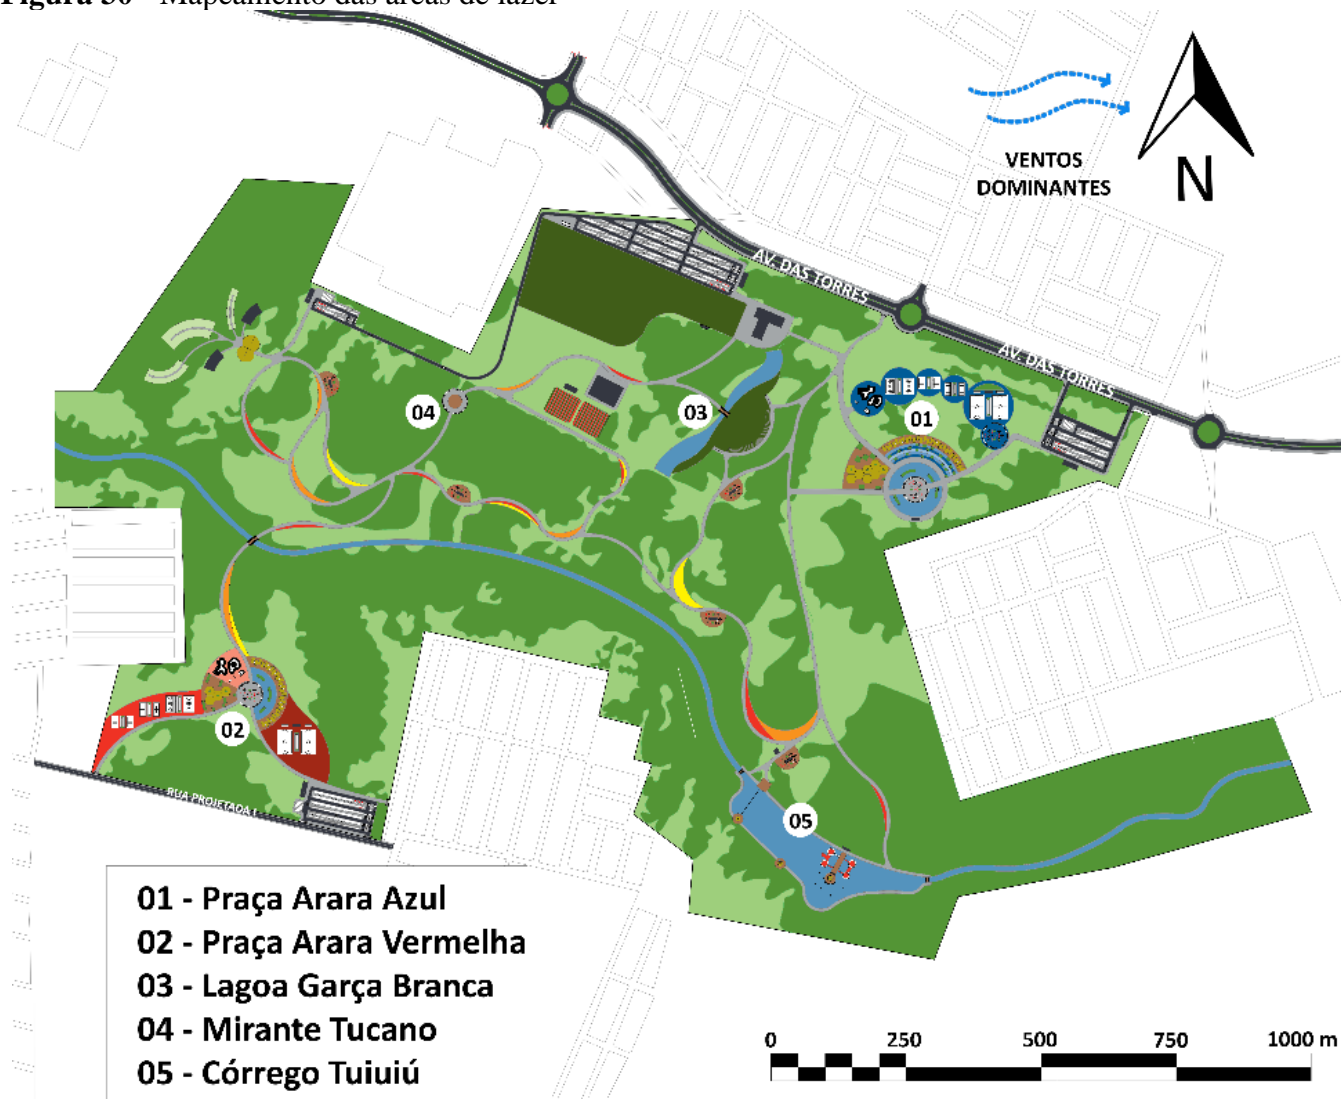 Figura 30 - Mapeamento das áreas de lazer
VENTOS
DOMINANTES
N
AV. DAS TORRES
AV. DAS TORRES
01
03
04
02
05
RUA PROJETADA I
01 - Praça Arara Azul
02 - Praça Arara Vermelha
03 - Lagoa Garça Branca
04 - Mirante Tucano
05 - Córrego Tuiuiú
0 250 500 750 1000 m